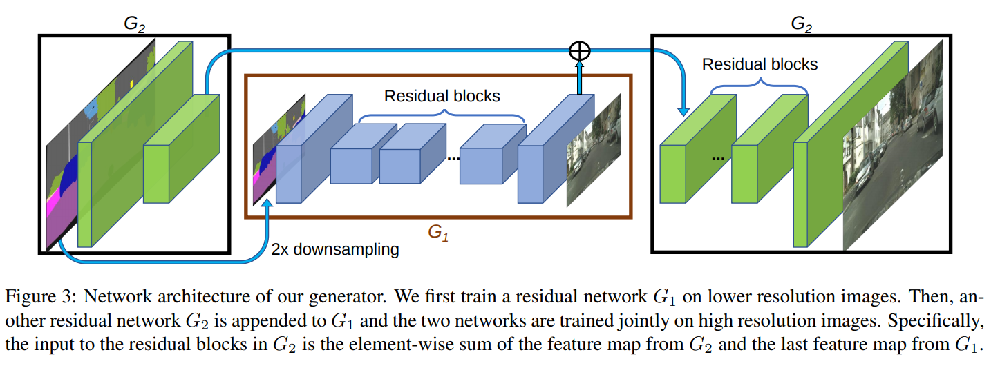 G2
G2
Residual blocks
Residual blocks
...
...
G1
2x downsampling
Figure 3: Network architecture of our generator. We first train a residual network G1 on lower resolution images. Then, an-
other residual network G2 is appended to G1 and the two networks are trained jointly on high resolution images. Specifically,
the input to the residual blocks in G2 is the element-wise sum of the feature map from G2 and the last feature map from G1.